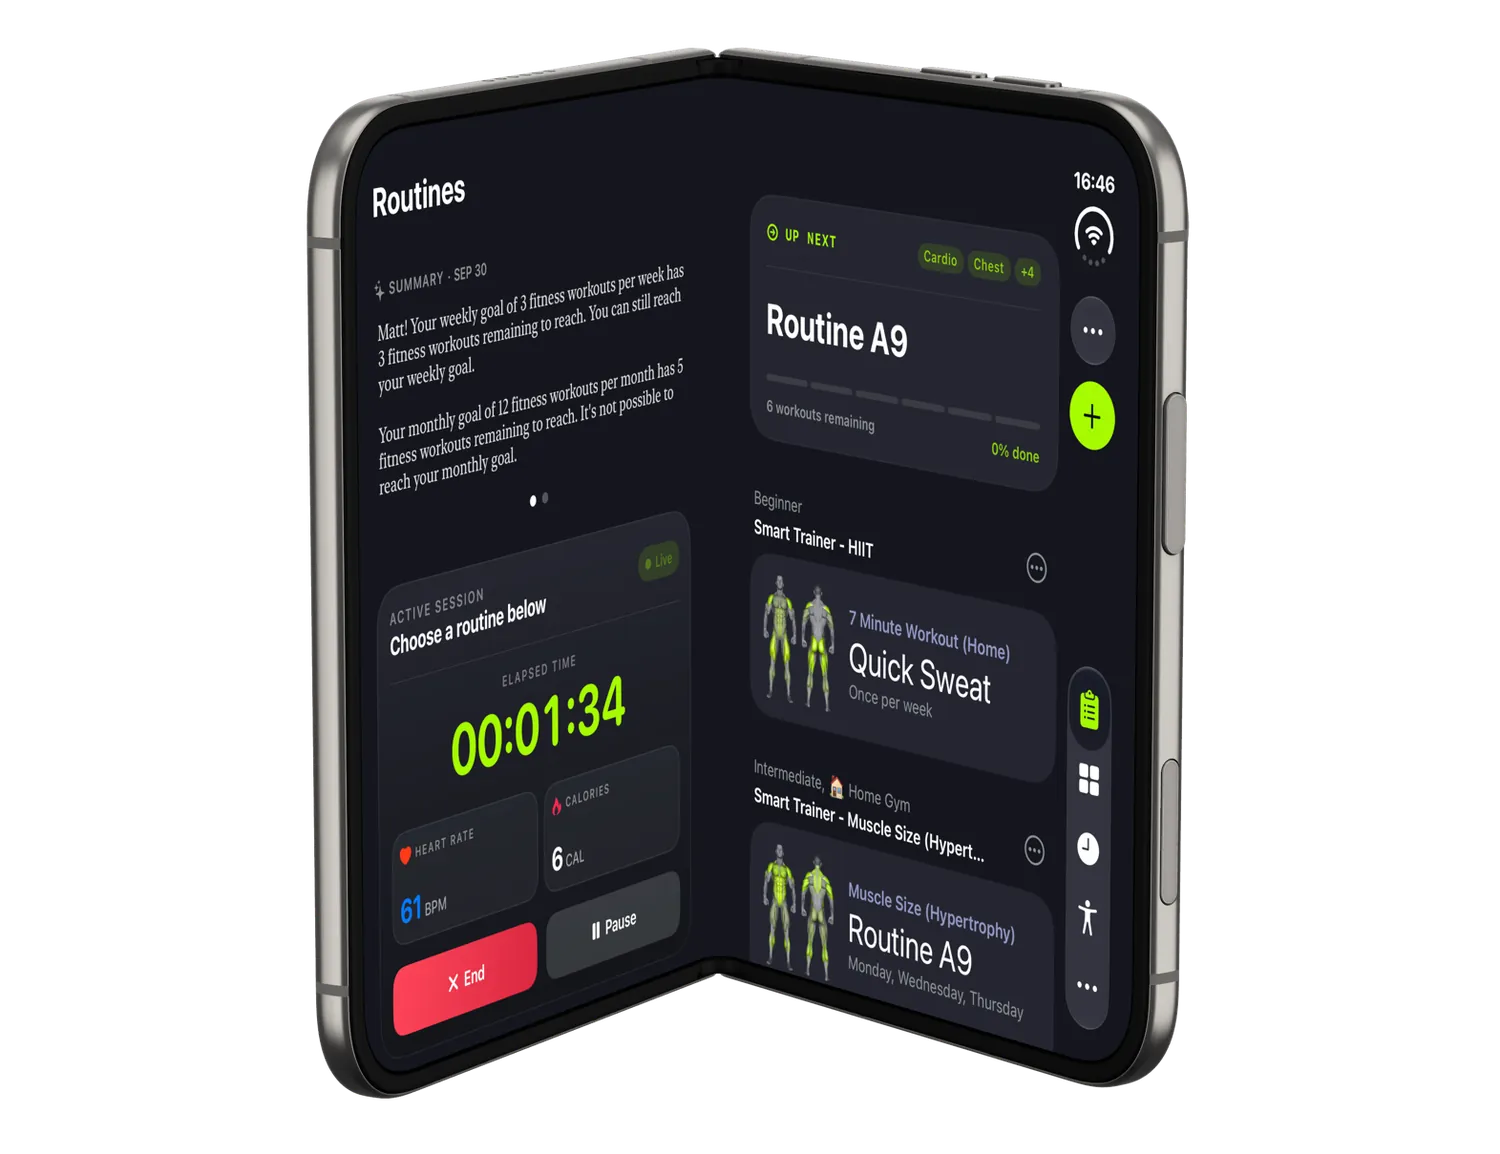 Routines
SUMMARY · SEP 30
Matt! Your weekly goal of 3 fitness workouts per week has
3 fitness workouts remaining to reach. You can still reach
your weekly goal.
Your monthly goal of 12 fitness workouts per month has 5
fitness workouts remaining to reach. It's not possible to
reach your monthly goal.
ACTIVE SESSION
Live
Choose a routine below
ELAPSED TIME
00:01:34
HEART RATE
61 BPM
CALORIES
6 CAL
End
Pause
16:46
UP NEXT
Cardio
Chest
+4
Routine A9
6 workouts remaining
0% done
Beginner
Smart Trainer - HIIT
7 Minute Workout (Home)
Quick Sweat
Once per week
Intermediate, 🏠 Home Gym
Smart Trainer - Muscle Size (Hypert...
Muscle Size (Hypertrophy)
Routine A9
Monday, Wednesday, Thursday